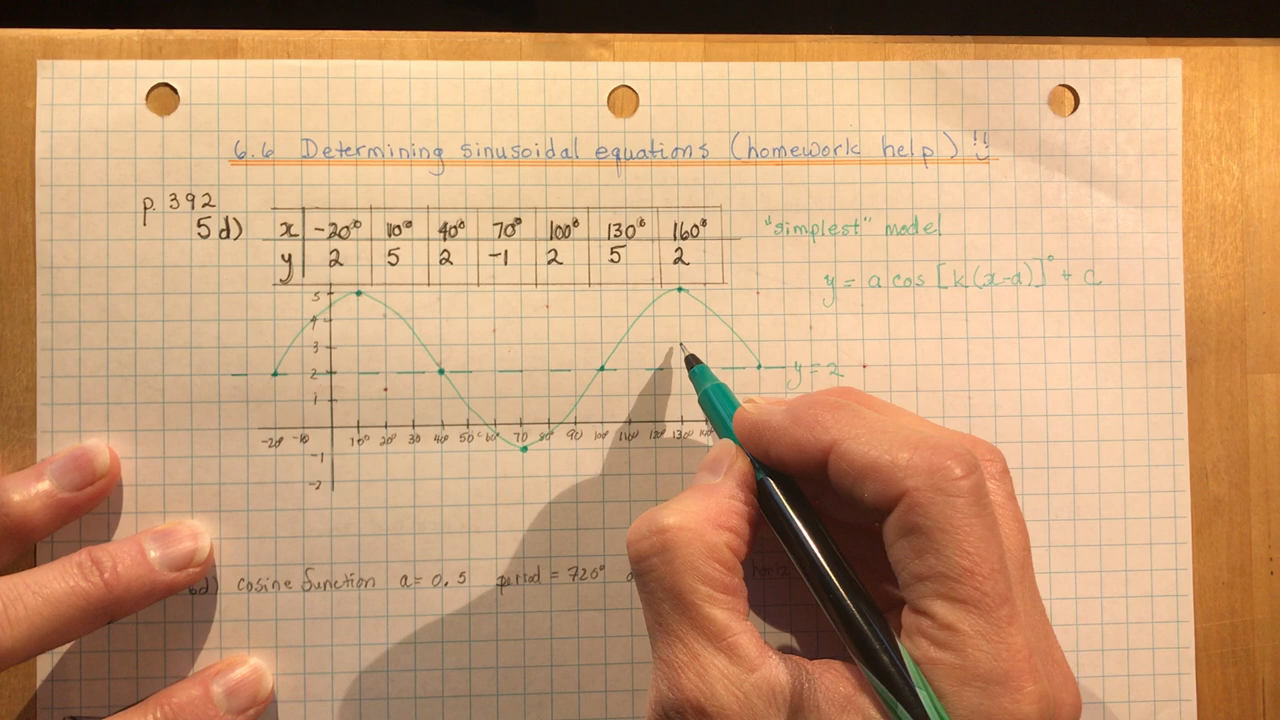 6.6 Determining sinusoidal equations (homework help) !!
p. 392
5d) x -20° 10° 40° 70° 100° 130° 160°
y 2 5 2 -1 2 5 2
"simplest" model
y = a cos [k(x-d)]° + c
5
4
3
2
y = 2
1
-20° -10 10° 20° 30 40° 50° 60° 70 80° 90 100° 110° 120° 130°
-1
-2
6d) cosine function a = 0.5 period = 720°